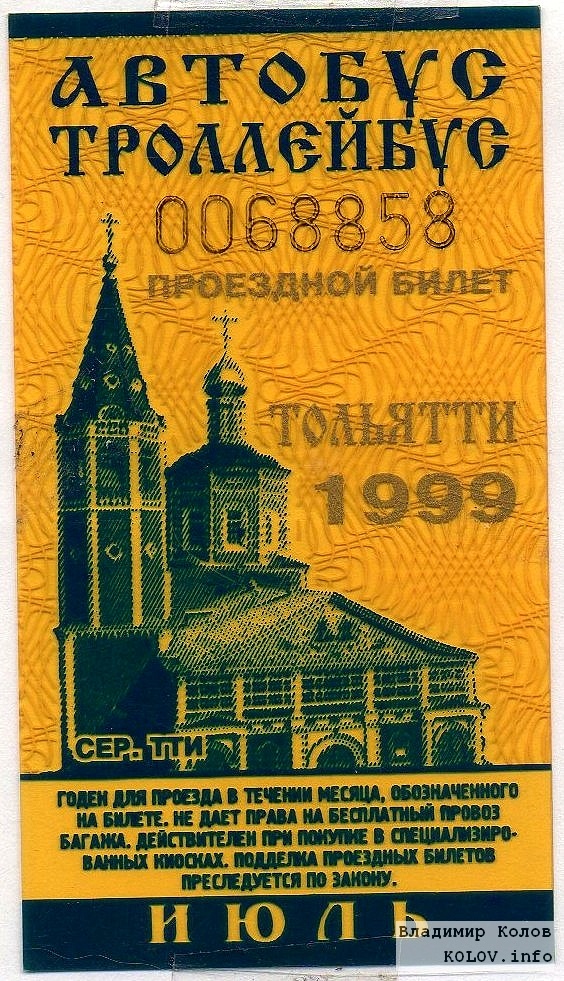 АВТОБУС
ТРОЛЛЕЙБУС
0068858
ПРОЕЗДНОЙ БИЛЕТ
ТОЛЬЯТТИ
1999
СЕР. ТТИ
ГОДЕН ДЛЯ ПРОЕЗДА В ТЕЧЕНИИ МЕСЯЦА, ОБОЗНАЧЕННОГО
НА БИЛЕТЕ. НЕ ДАЕТ ПРАВА НА БЕСПЛАТНЫЙ ПРОВОЗ
БАГАЖА. ДЕЙСТВИТЕЛЕН ПРИ ПОКУПКЕ В СПЕЦИАЛИЗИРО-
ВАННЫХ КИОСКАХ. ПОДДЕЛКА ПРОЕЗДНЫХ БИЛЕТОВ
ПРЕСЛЕДУЕТСЯ ПО ЗАКОНУ.
ИЮЛЬ
Владимир Колов
KOLOV.info